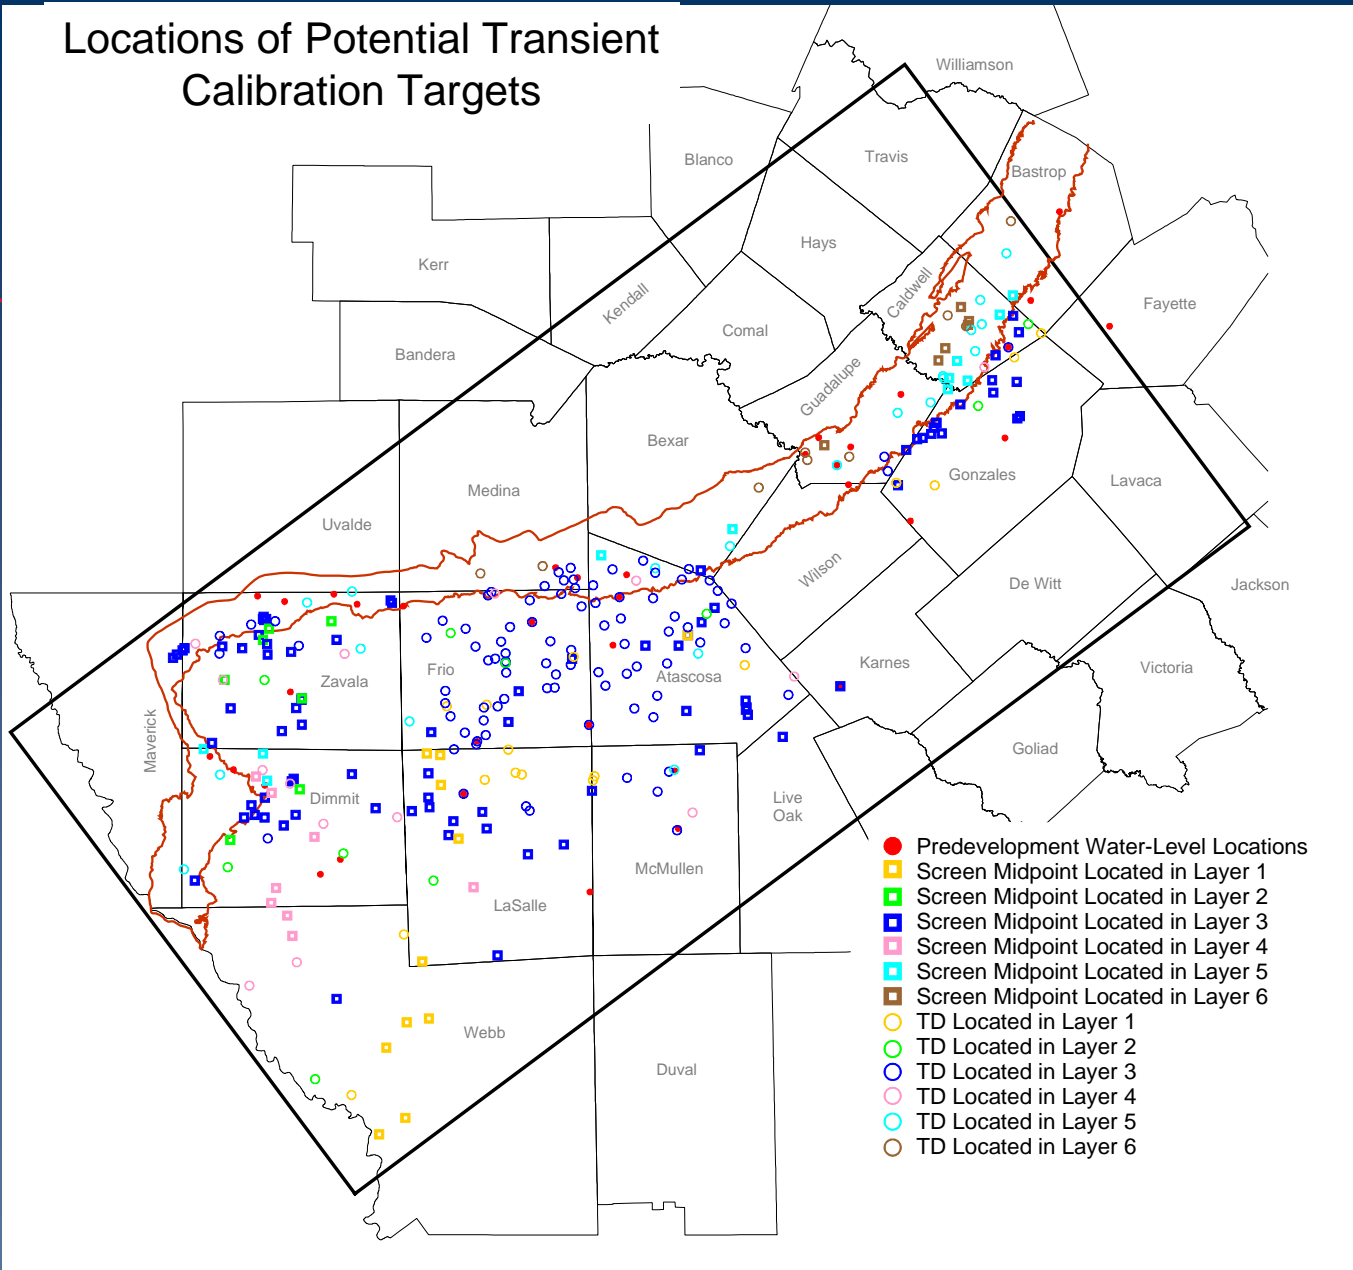 Locations of Potential Transient
Calibration Targets
Williamson
Travis
Blanco
Bastrop
Hays
Kerr
Kendall
Caldwell
Fayette
Comal
Bandera
Guadalupe
Bexar
Gonzales
Lavaca
Medina
Uvalde
Wilson
De Witt
Jackson
Karnes
Victoria
Frio
Atascosa
Zavala
Maverick
Goliad
Dimmit
Live
Oak
McMullen
LaSalle
Webb
Duval
Predevelopment Water-Level Locations
Screen Midpoint Located in Layer 1
Screen Midpoint Located in Layer 2
Screen Midpoint Located in Layer 3
Screen Midpoint Located in Layer 4
Screen Midpoint Located in Layer 5
Screen Midpoint Located in Layer 6
TD Located in Layer 1
TD Located in Layer 2
TD Located in Layer 3
TD Located in Layer 4
TD Located in Layer 5
TD Located in Layer 6